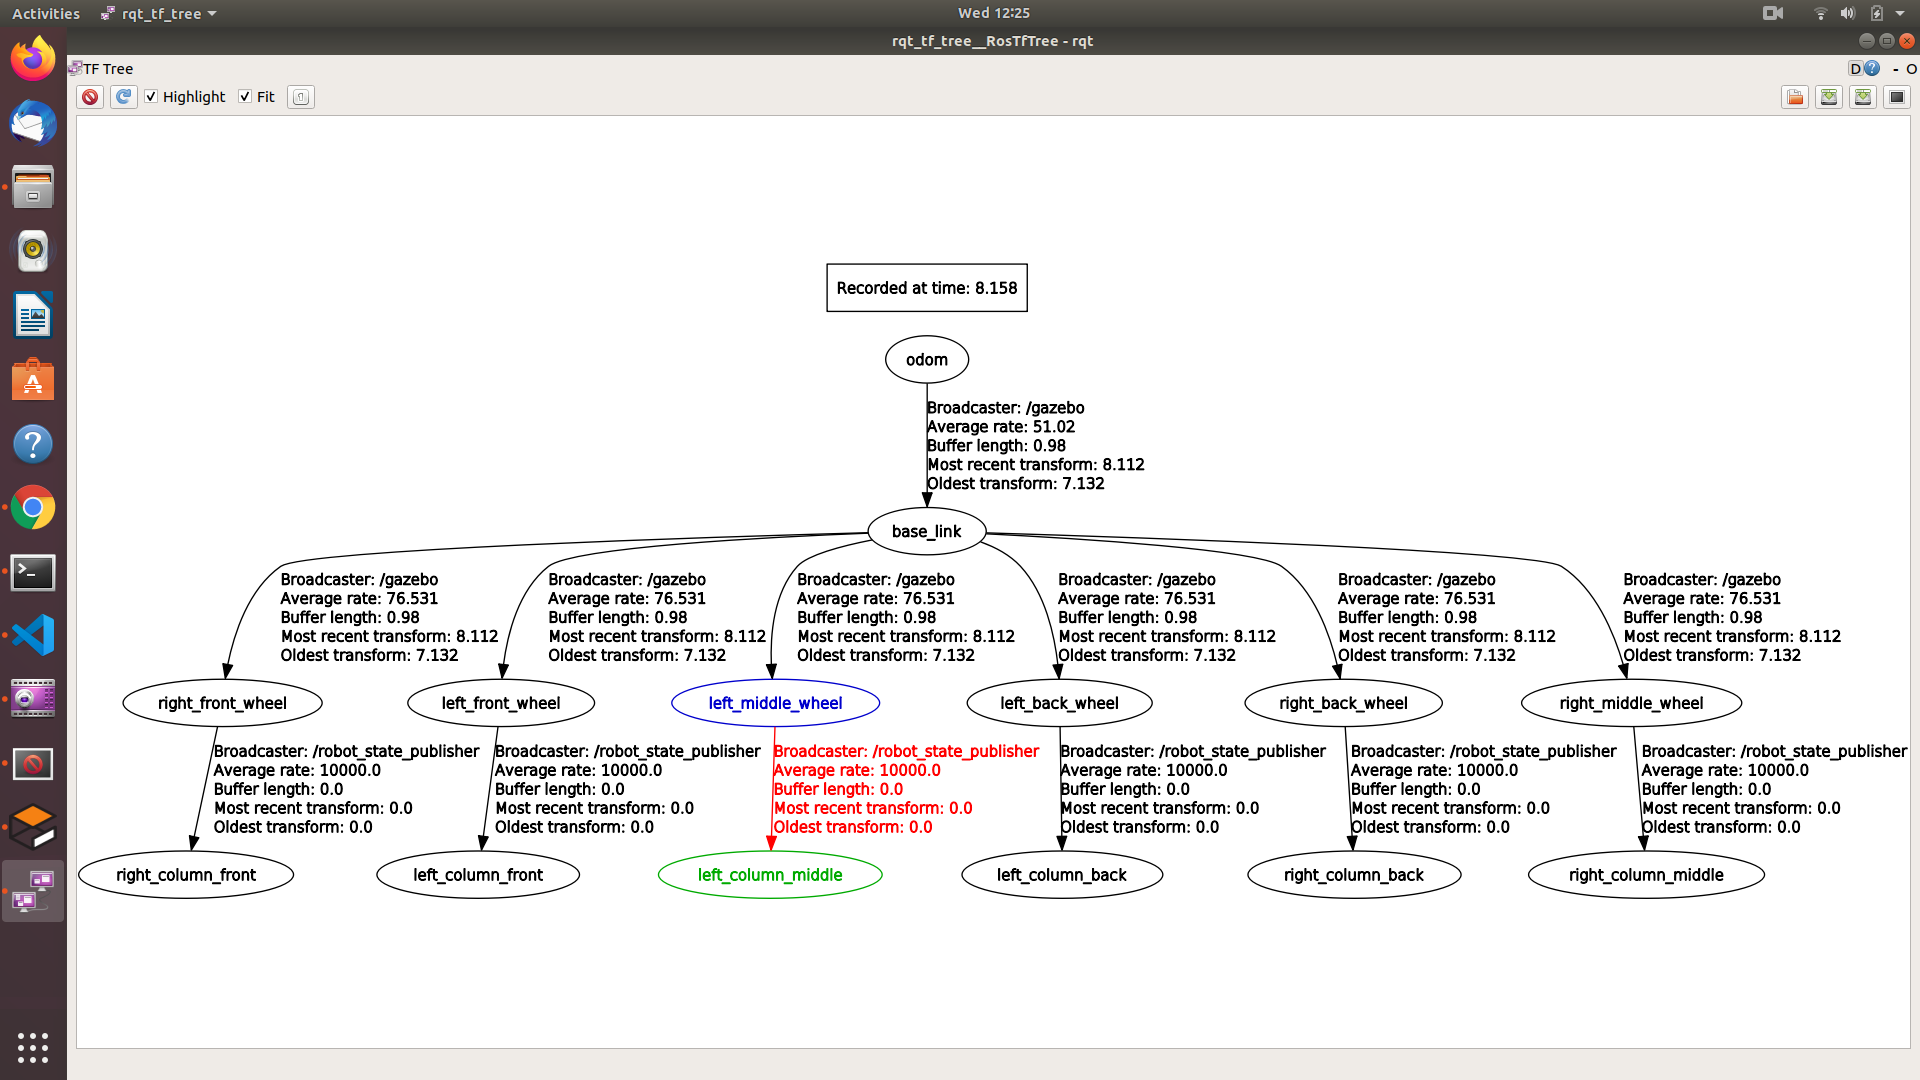 Activities
rqt_tf_tree
Wed 12:25
rqt_tf_tree__RosTfTree - rqt
TF Tree
D
- O
Highlight
Fit
Recorded at time: 8.158
odom
Broadcaster: /gazebo
Average rate: 51.02
Buffer length: 0.98
Most recent transform: 8.112
Oldest transform: 7.132
base_link
Broadcaster: /gazebo
Average rate: 76.531
Buffer length: 0.98
Most recent transform: 8.112
Oldest transform: 7.132
Broadcaster: /gazebo
Average rate: 76.531
Buffer length: 0.98
Most recent transform: 8.112
Oldest transform: 7.132
Broadcaster: /gazebo
Average rate: 76.531
Buffer length: 0.98
Most recent transform: 8.112
Oldest transform: 7.132
Broadcaster: /gazebo
Average rate: 76.531
Buffer length: 0.98
Most recent transform: 8.112
Oldest transform: 7.132
Broadcaster: /gazebo
Average rate: 76.531
Buffer length: 0.98
Most recent transform: 8.112
Oldest transform: 7.132
Broadcaster: /gazebo
Average rate: 76.531
Buffer length: 0.98
Most recent transform: 8.112
Oldest transform: 7.132
right_front_wheel
left_front_wheel
left_middle_wheel
left_back_wheel
right_back_wheel
right_middle_wheel
Broadcaster: /robot_state_publisher
Average rate: 10000.0
Buffer length: 0.0
Most recent transform: 0.0
Oldest transform: 0.0
Broadcaster: /robot_state_publisher
Average rate: 10000.0
Buffer length: 0.0
Most recent transform: 0.0
Oldest transform: 0.0
Broadcaster: /robot_state_publisher
Average rate: 10000.0
Buffer length: 0.0
Most recent transform: 0.0
Oldest transform: 0.0
Broadcaster: /robot_state_publisher
Average rate: 10000.0
Buffer length: 0.0
Most recent transform: 0.0
Oldest transform: 0.0
Broadcaster: /robot_state_publisher
Average rate: 10000.0
Buffer length: 0.0
Most recent transform: 0.0
Oldest transform: 0.0
Broadcaster: /robot_state_publisher
Average rate: 10000.0
Buffer length: 0.0
Most recent transform: 0.0
Oldest transform: 0.0
right_column_front
left_column_front
left_column_middle
left_column_back
right_column_back
right_column_middle